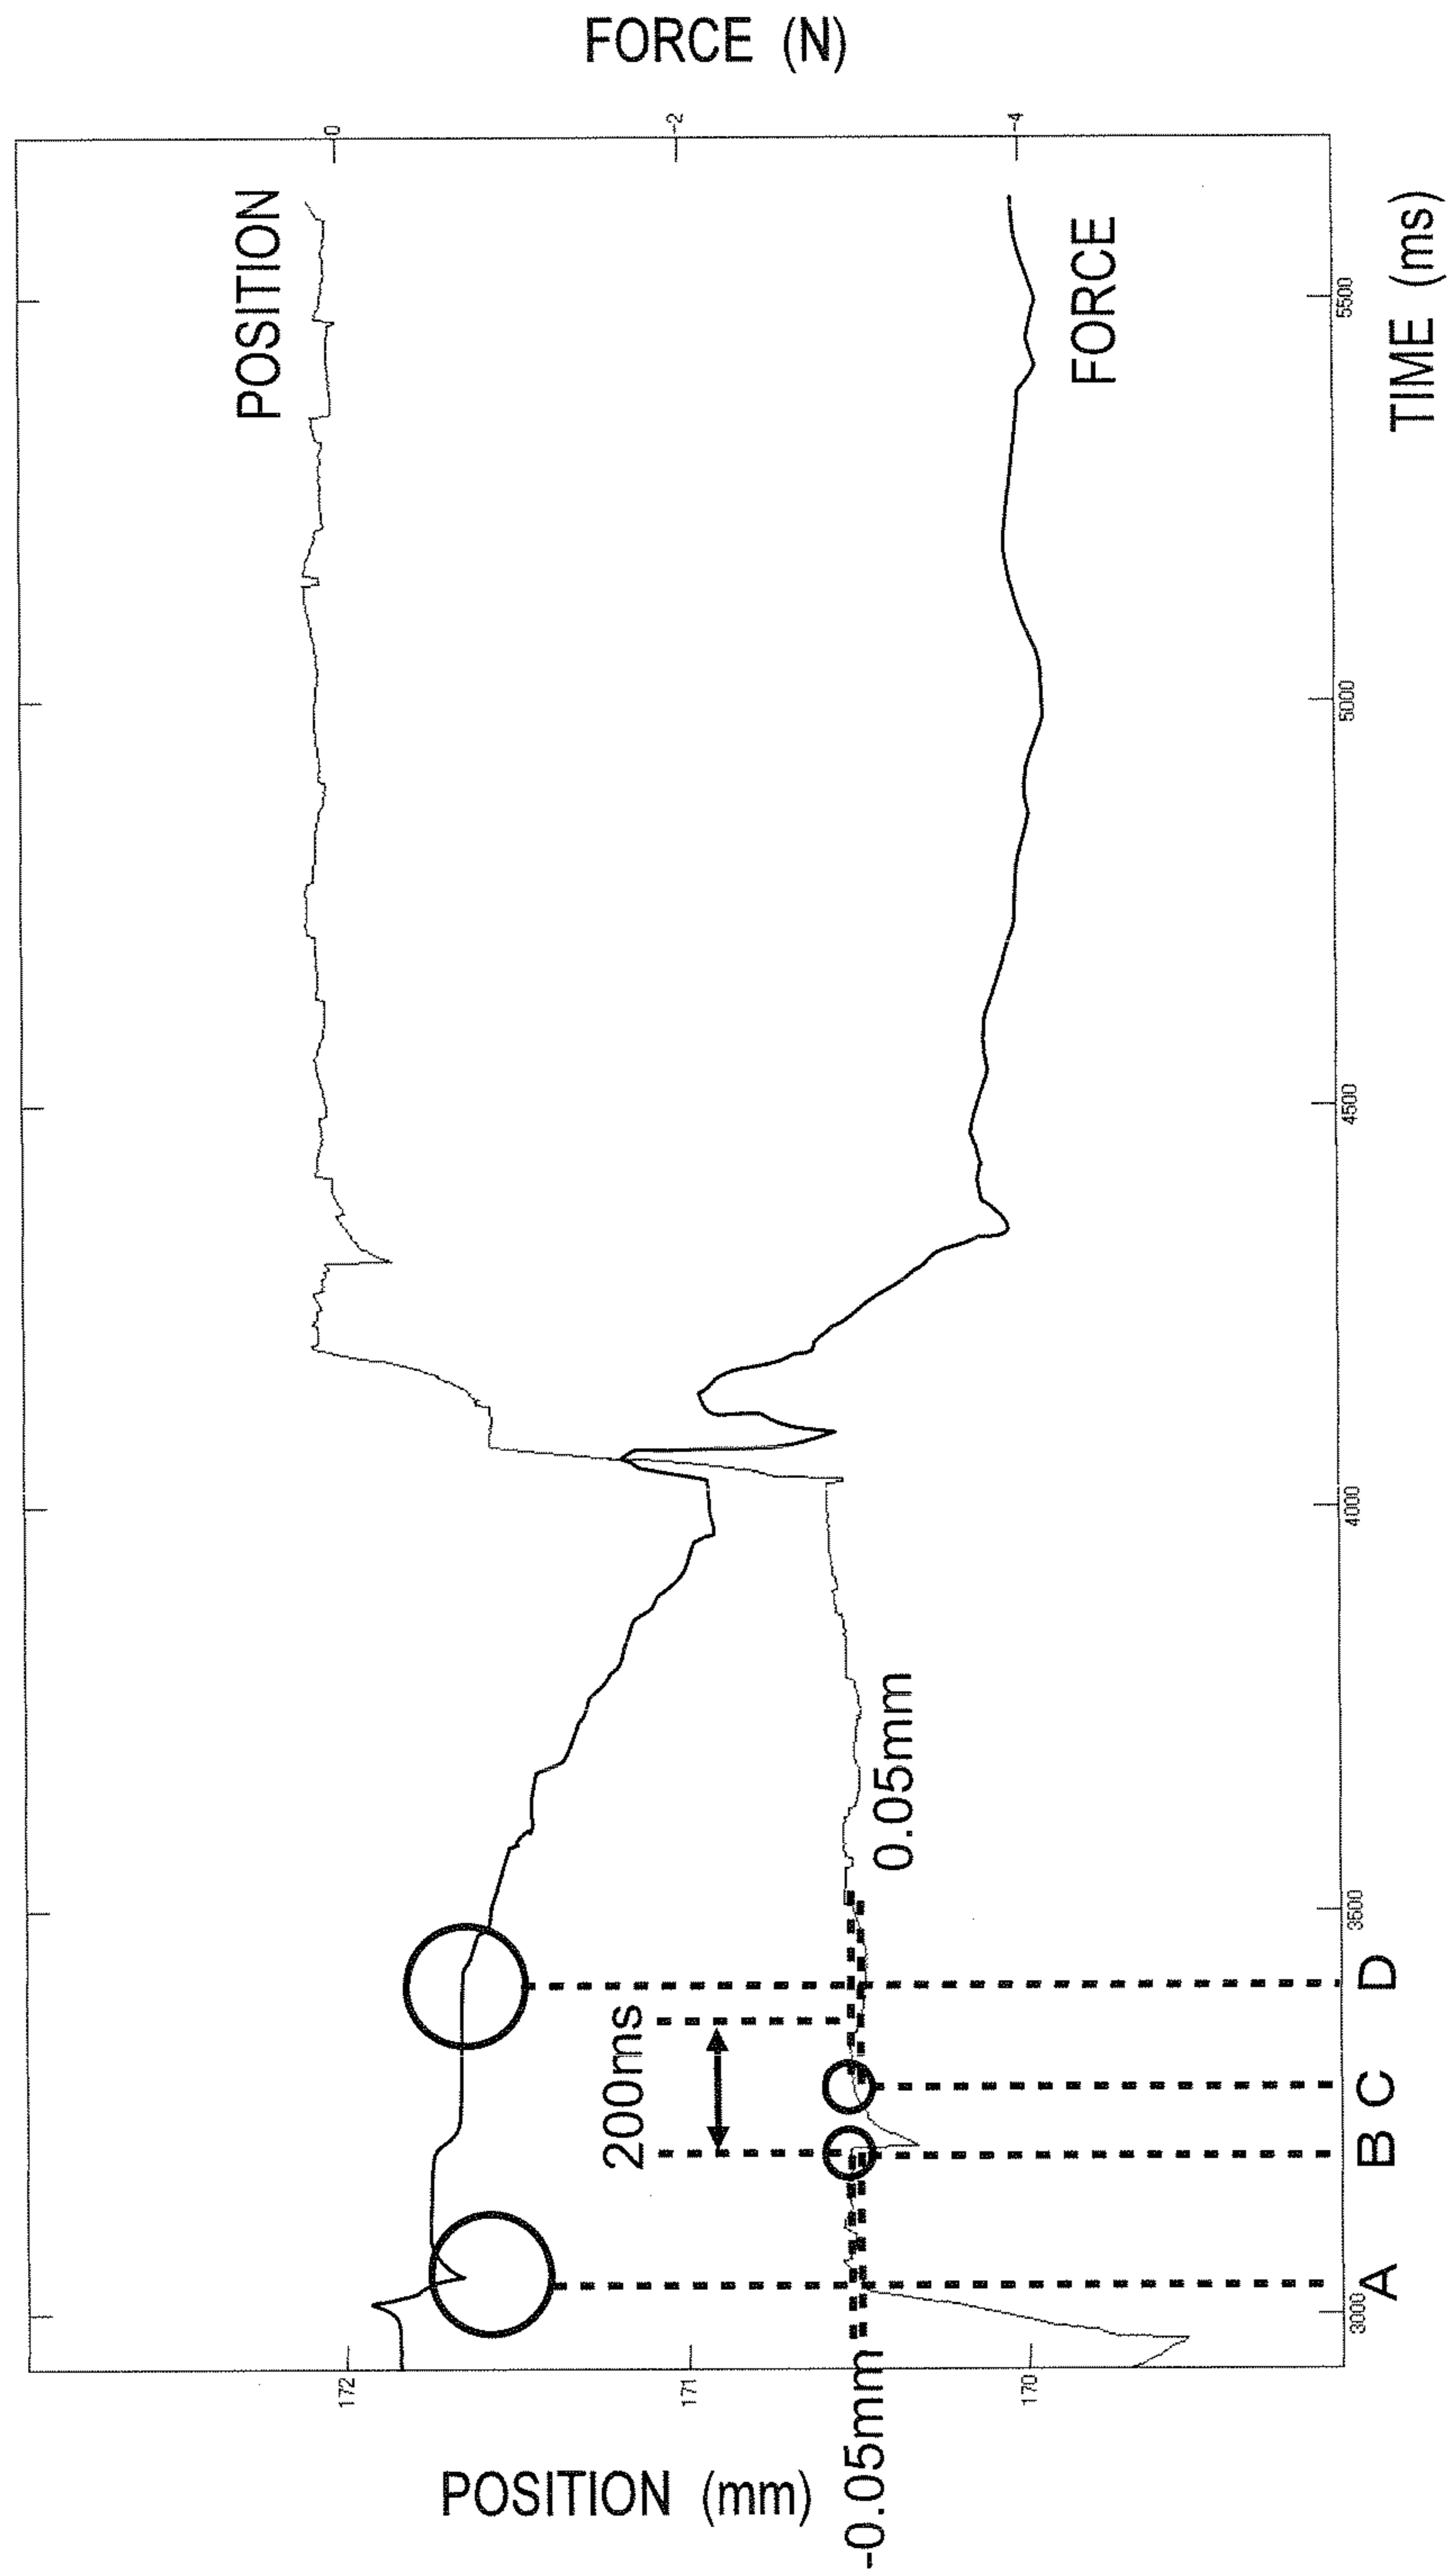 FORCE (N)
0
-2
-4
POSITION
FORCE
TIME (ms)
5500
5000
4500
4000
3500
3000
0.05mm
200ms
D
C
B
A
172
171
170
POSITION (mm)
-0.05mm